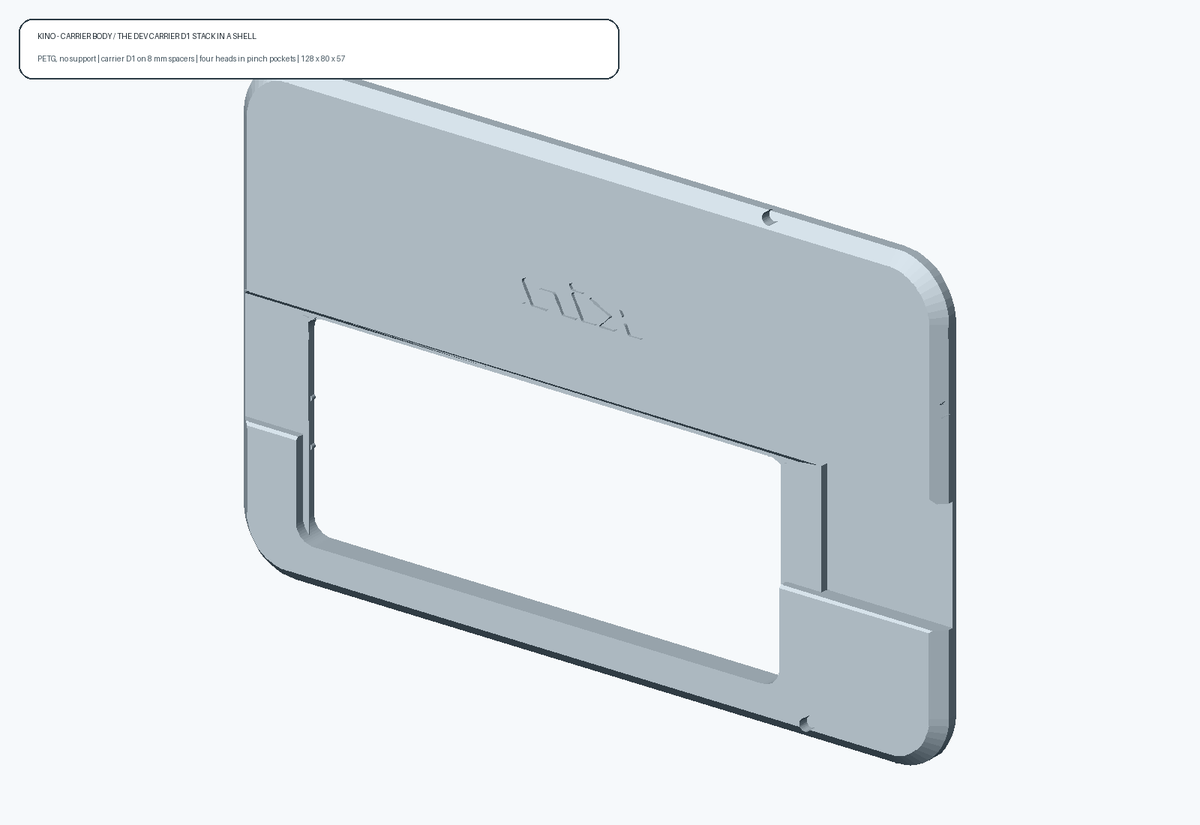 KINO - CARRIER BODY / THE DEV CARRIER D1 STACK IN A SHELL
PETG, no support | carrier D1 on 8 mm spacers | four heads in pinch pockets | 128 x 80 x 57